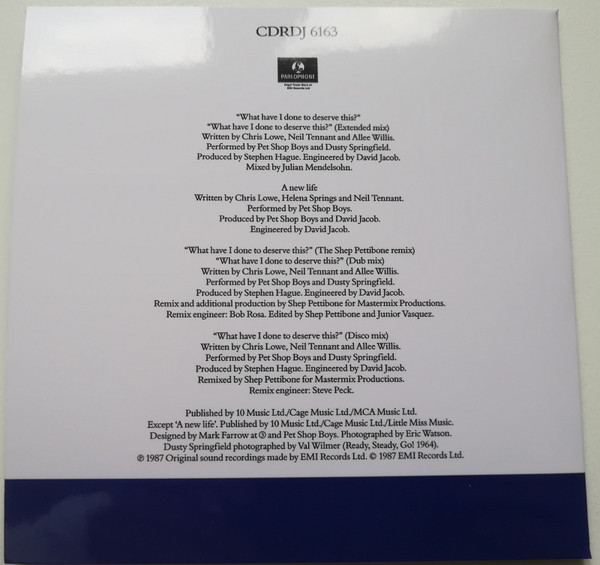 CDRDJ 6163
PARLOPHONE
Regd Trade Mark of
EMI Records Ltd
“What have I done to deserve this?”
“What have I done to deserve this?” (Extended mix)
Written by Chris Lowe, Neil Tennant and Allee Willis.
Performed by Pet Shop Boys and Dusty Springfield.
Produced by Stephen Hague. Engineered by David Jacob.
Mixed by Julian Mendelsohn.
A new life
Written by Chris Lowe, Helena Springs and Neil Tennant.
Performed by Pet Shop Boys.
Produced by Pet Shop Boys and David Jacob.
Engineered by David Jacob.
“What have I done to deserve this?” (The Shep Pettibone remix)
“What have I done to deserve this?” (Dub mix)
Written by Chris Lowe, Neil Tennant and Allee Willis.
Performed by Pet Shop Boys and Dusty Springfield.
Produced by Stephen Hague. Engineered by David Jacob.
Remix and additional production by Shep Pettibone for Mastermix Productions.
Remix engineer: Bob Rosa. Edited by Shep Pettibone and Junior Vasquez.
“What have I done to deserve this?” (Disco mix)
Written by Chris Lowe, Neil Tennant and Allee Willis.
Performed by Pet Shop Boys and Dusty Springfield.
Produced by Stephen Hague. Engineered by David Jacob.
Remixed by Shep Pettibone for Mastermix Productions.
Remix engineer: Steve Peck.
Published by 10 Music Ltd./Cage Music Ltd./MCA Music Ltd.
Except ‘A new life’. Published by 10 Music Ltd./Cage Music Ltd./Little Miss Music.
Designed by Mark Farrow at ③ and Pet Shop Boys. Photographed by Eric Watson.
Dusty Springfield photographed by Val Wilmer (Ready, Steady, Go! 1964).
℗ 1987 Original sound recordings made by EMI Records Ltd. © 1987 EMI Records Ltd.